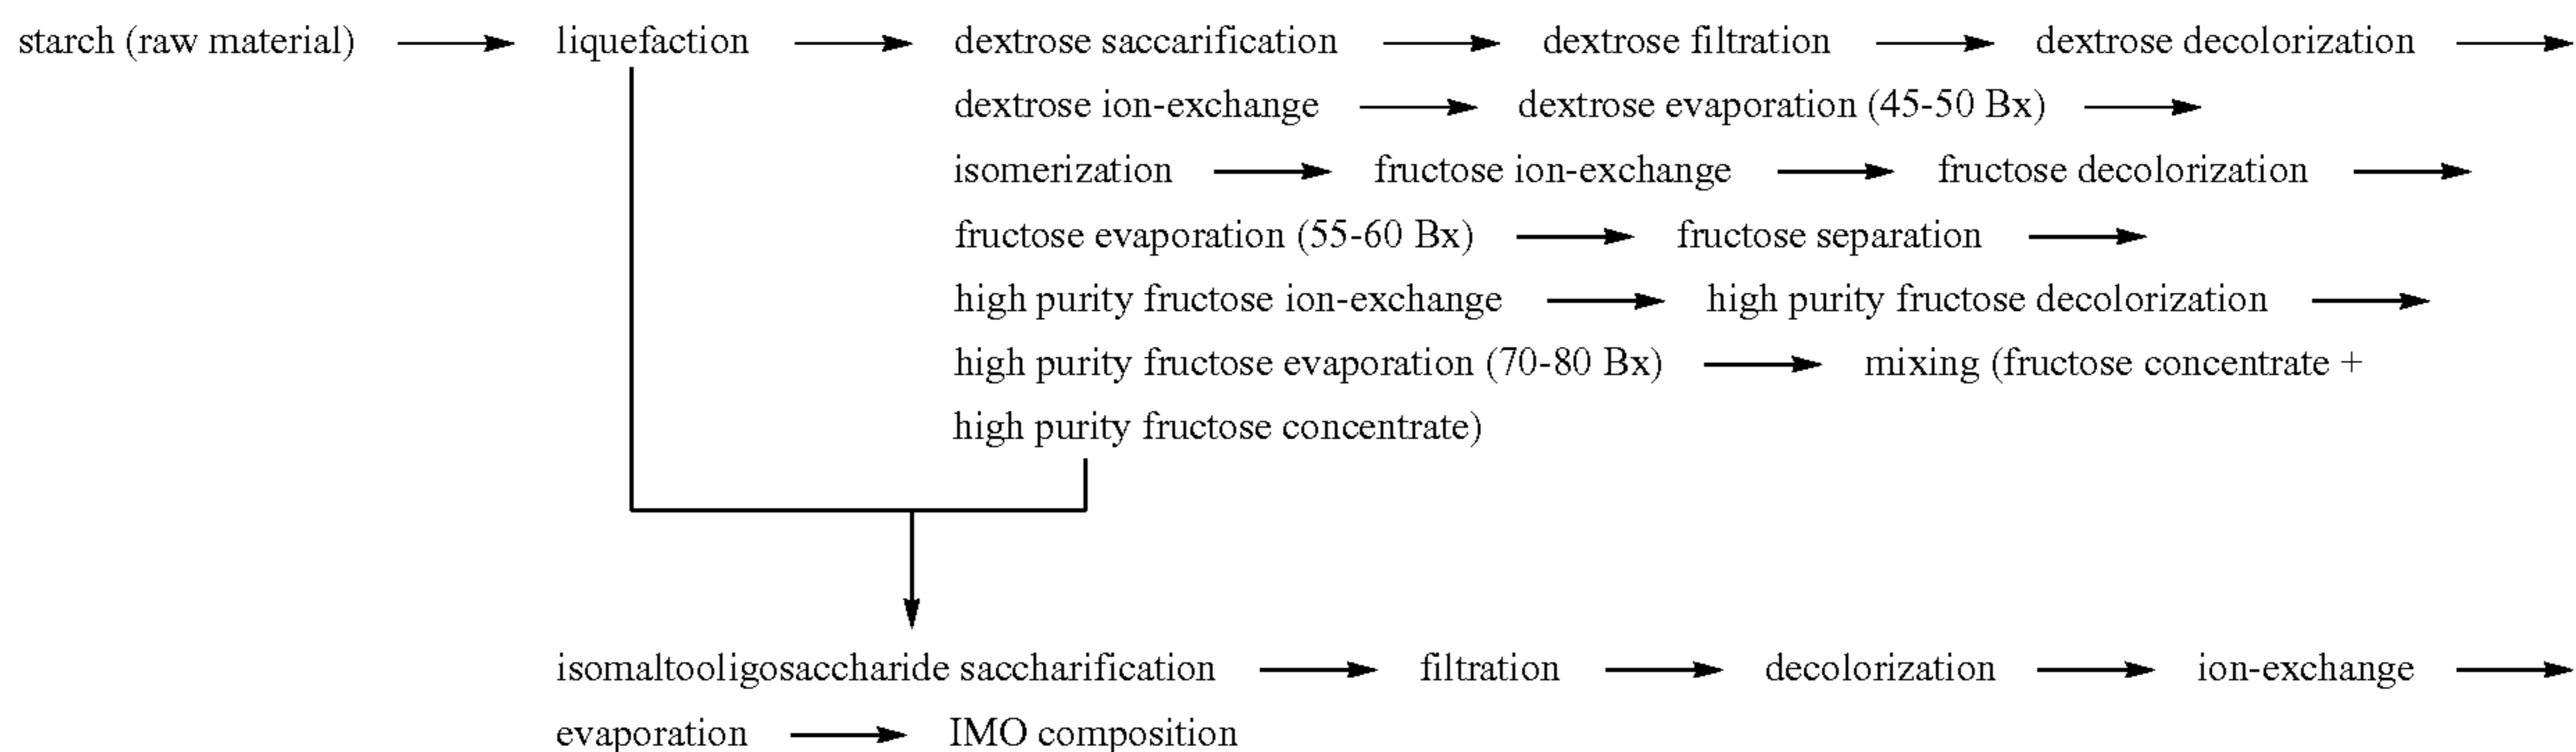 starch (raw material) ⟶ liquefaction ⟶ dextrose saccarification ⟶ dextrose filtration ⟶ dextrose decolorization ⟶
dextrose ion-exchange ⟶ dextrose evaporation (45-50 Bx) ⟶
isomerization ⟶ fructose ion-exchange ⟶ fructose decolorization ⟶
fructose evaporation (55-60 Bx) ⟶ fructose separation ⟶
high purity fructose ion-exchange ⟶ high purity fructose decolorization ⟶
high purity fructose evaporation (70-80 Bx) ⟶ mixing (fructose concentrate +
high purity fructose concentrate)
isomaltooligosaccharide saccharification ⟶ filtration ⟶ decolorization ⟶ ion-exchange ⟶
evaporation ⟶ IMO composition